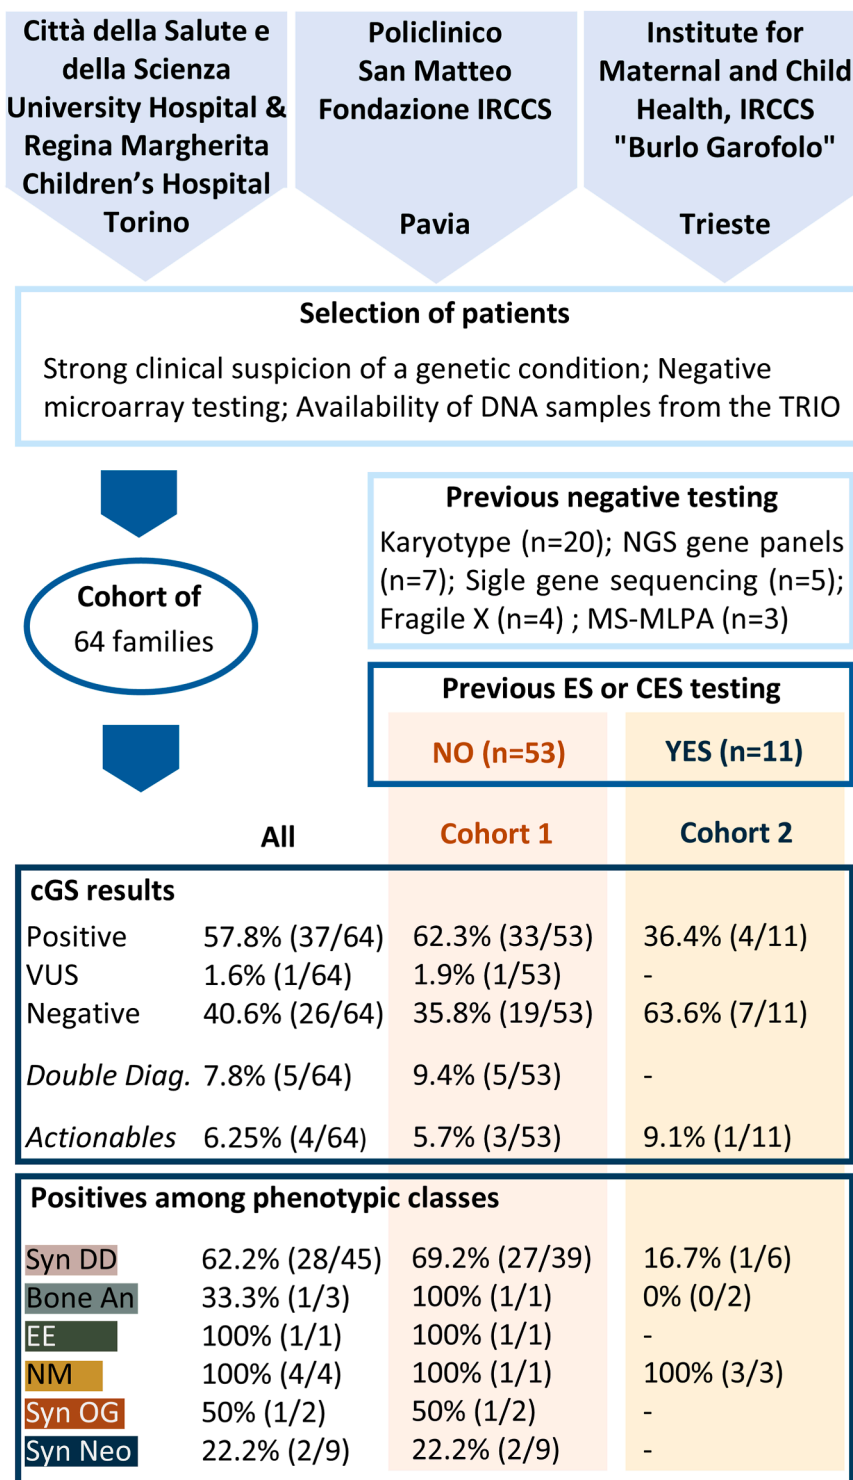 Città della Salute e
della Scienza
University Hospital &
Regina Margherita
Children's Hospital
Torino
Policlinico
San Matteo
Fondazione IRCCS
Pavia
Institute for
Maternal and Child
Health, IRCCS
"Burlo Garofolo"
Trieste
Selection of patients
Strong clinical suspicion of a genetic condition; Negative
microarray testing; Availability of DNA samples from the TRIO
Previous negative testing
Karyotype (n=20); NGS gene panels
(n=7); Sigle gene sequencing (n=5);
Fragile X (n=4) ; MS-MLPA (n=3)
Cohort of
64 families
Previous ES or CES testing
NO (n=53) YES (n=11)
All Cohort 1 Cohort 2
cGS results
Positive 57.8% (37/64) 62.3% (33/53) 36.4% (4/11)
VUS 1.6% (1/64) 1.9% (1/53) -
Negative 40.6% (26/64) 35.8% (19/53) 63.6% (7/11)
Double Diag. 7.8% (5/64) 9.4% (5/53) -
Actionables 6.25% (4/64) 5.7% (3/53) 9.1% (1/11)
Positives among phenotypic classes
Syn DD 62.2% (28/45) 69.2% (27/39) 16.7% (1/6)
Bone An 33.3% (1/3) 100% (1/1) 0% (0/2)
EE 100% (1/1) 100% (1/1) -
NM 100% (4/4) 100% (1/1) 100% (3/3)
Syn OG 50% (1/2) 50% (1/2) -
Syn Neo 22.2% (2/9) 22.2% (2/9) -